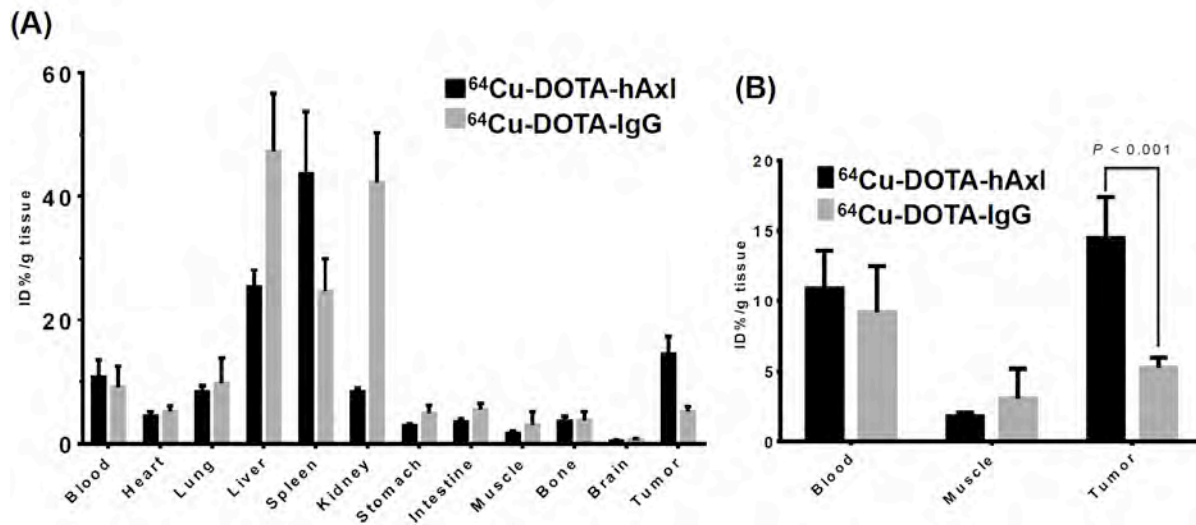 (A)
60
40
20
0
ID%/g tissue
⁶⁴Cu-DOTA-hAxl
⁶⁴Cu-DOTA-IgG
Blood
Heart
Lung
Liver
Spleen
Kidney
Stomach
Intestine
Muscle
Bone
Brain
Tumor
(B)
P < 0.001
20
15
10
5
0
ID%/g tissue
⁶⁴Cu-DOTA-hAxl
⁶⁴Cu-DOTA-IgG
Blood
Muscle
Tumor